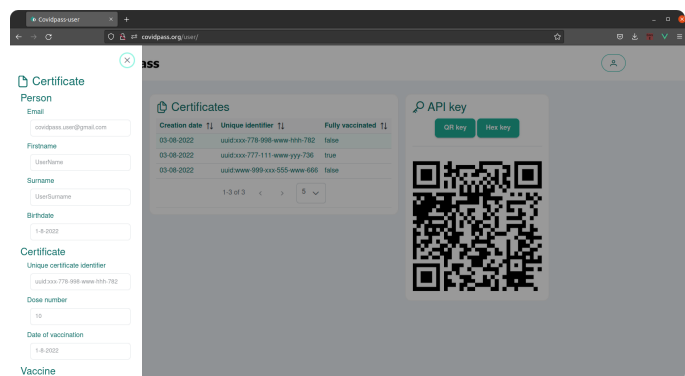 Covidpass-user
covidpass.org/user/
ass
Certificate
Person
Email
covidpass.user@gmail.com
Firstname
UserName
Surname
UserSurname
Birthdate
1-8-2022
Certificate
Unique certificate identifier
uuid:xxx-778-998-www-hhh-782
Dose number
10
Date of vaccination
1-8-2022
Vaccine
Certificates
Creation date Unique identifier Fully vaccinated
03-08-2022 uuid:xxx-778-998-www-hhh-782 false
03-08-2022 uuid:xxx-777-111-www-yyy-736 true
03-08-2022 uuid:www-999-xxx-555-www-666 false
1-3 of 3 5
API key
QR key Hex key